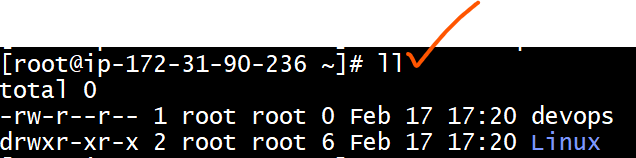 [root@ip-172-31-90-236 ~]# ll
total 0
-rw-r--r-- 1 root root 0 Feb 17 17:20 devops
drwxr-xr-x 2 root root 6 Feb 17 17:20 Linux